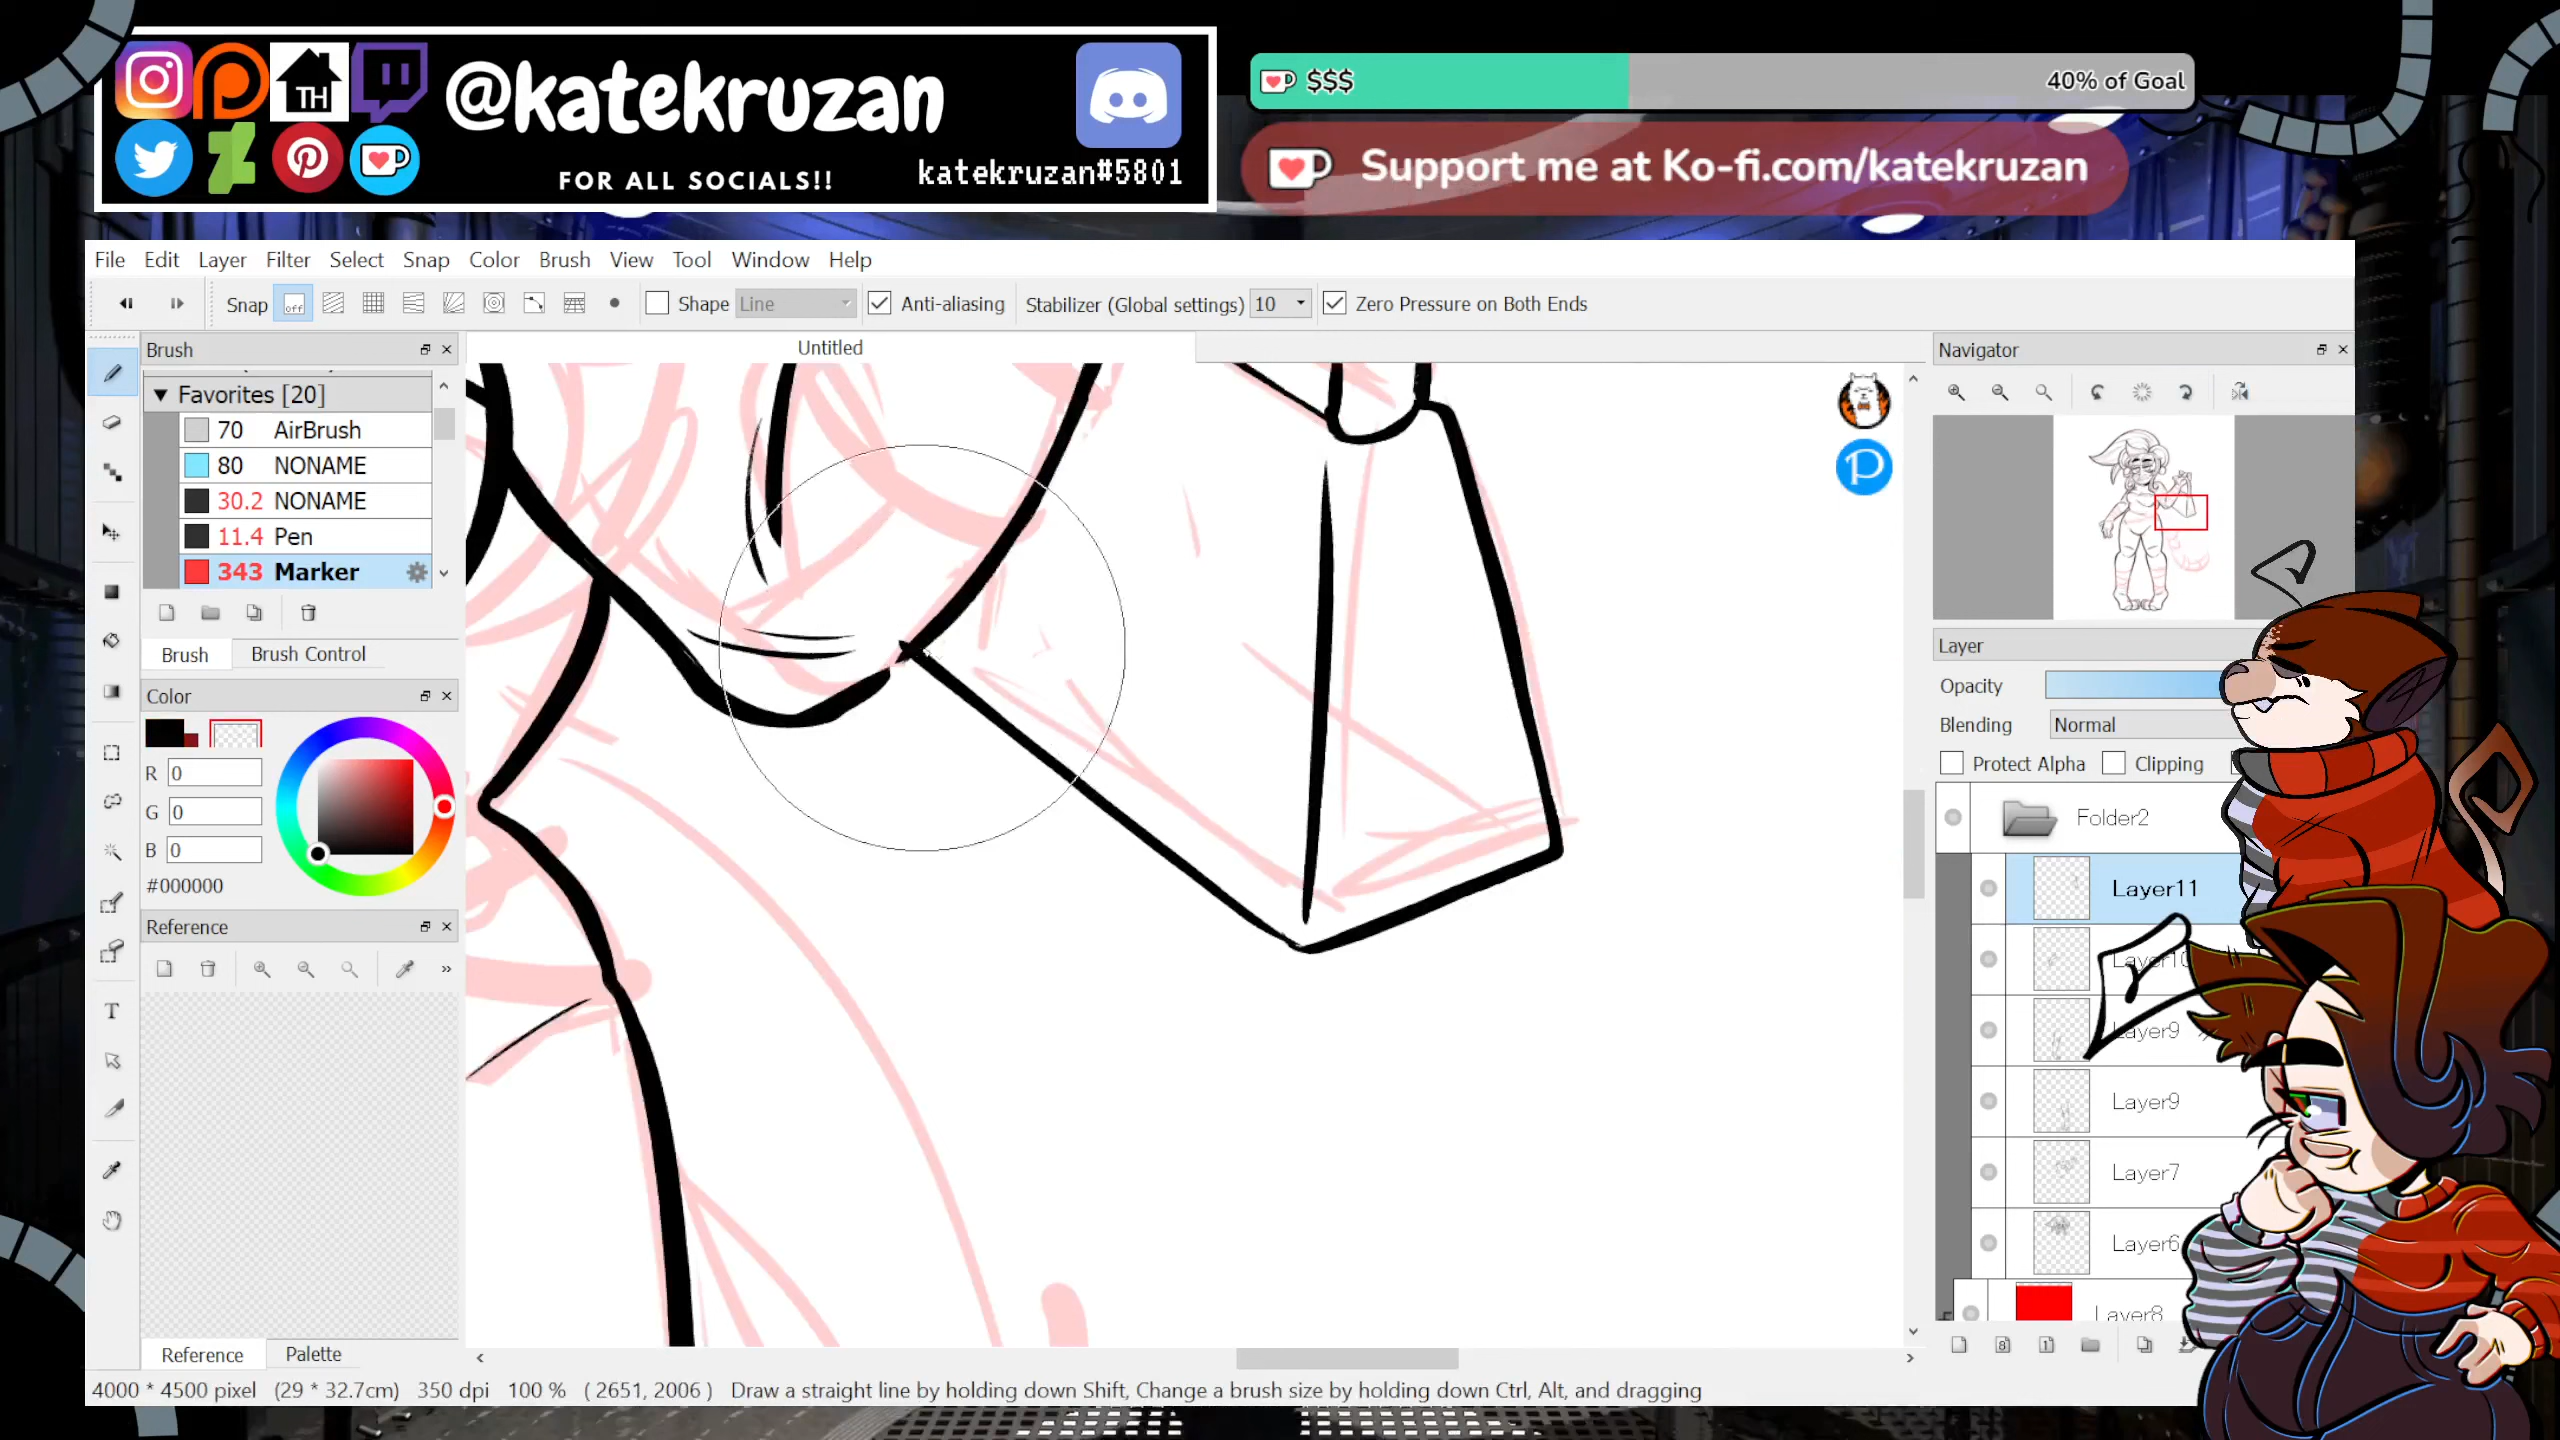 @katekruzan
FOR ALL SOCIALS!!
katekruzan#5801
TH
$$$
40% of Goal
Support me at Ko-fi.com/katekruzan
File Edit Layer Filter Select Snap Color Brush View Tool Window Help
Snap off Shape Line Anti-aliasing Stabilizer (Global settings) 10 Zero Pressure on Both Ends
Brush
Untitled
Navigator
Favorites [20]
70 AirBrush
80 NONAME
30.2 NONAME
11.4 Pen
343 Marker
Brush Brush Control
Color
R 0
G 0
B 0
#000000
Reference
Reference Palette
Layer
Opacity
Blending Normal
Protect Alpha Clipping
Folder2
Layer11
Layer10
Layer9
Layer9
Layer7
Layer6
Layer8
4000 * 4500 pixel (29 * 32.7cm) 350 dpi 100 % ( 2651, 2006 ) Draw a straight line by holding down Shift, Change a brush size by holding down Ctrl, Alt, and dragging